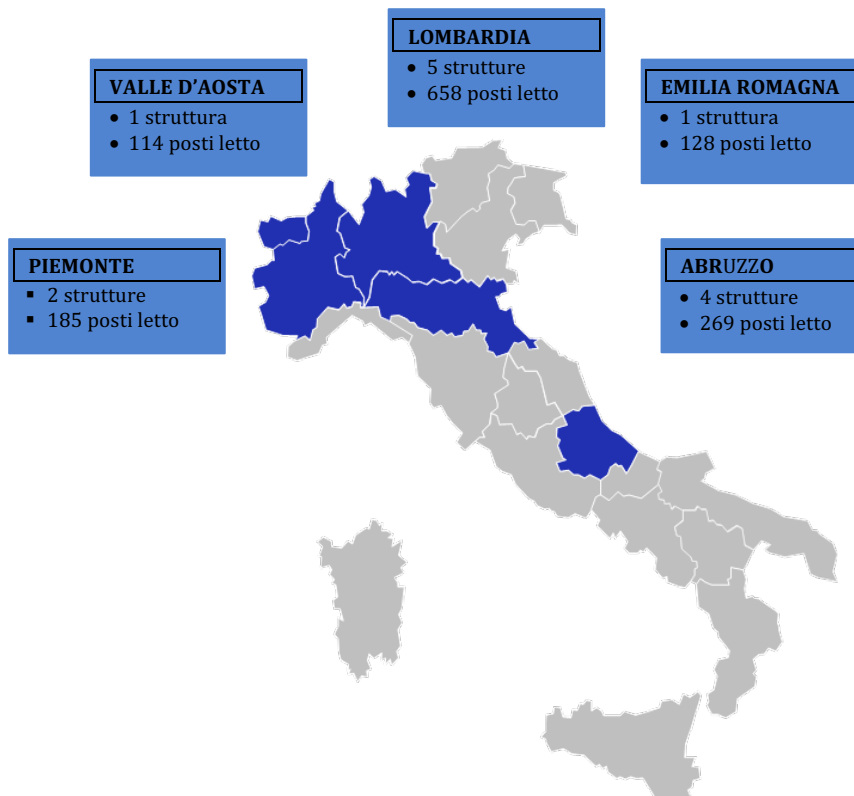 LOMBARDIA
• 5 strutture
• 658 posti letto
VALLE D'AOSTA
• 1 struttura
• 114 posti letto
EMILIA ROMAGNA
• 1 struttura
• 128 posti letto
PIEMONTE
▪ 2 strutture
▪ 185 posti letto
ABRUZZO
• 4 strutture
• 269 posti letto